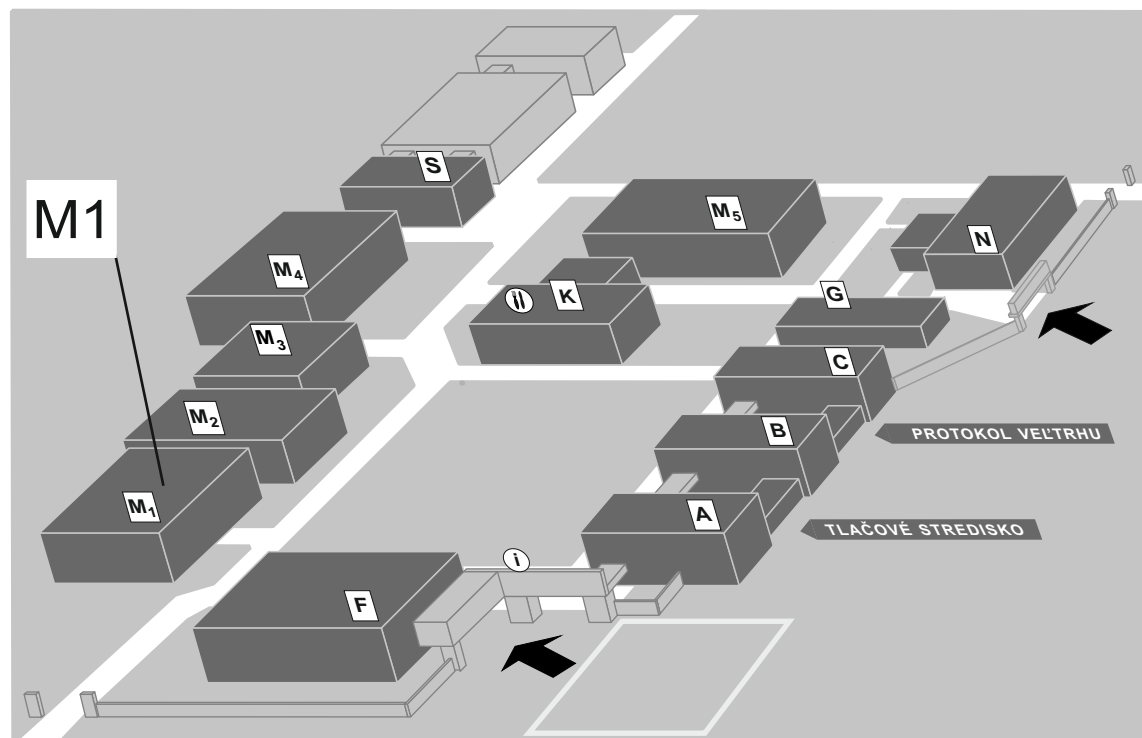 S
M1
M5
N
M4
K
G
M3
C
M2
B
PROTOKOL VEĽTRHU
M1
A
TLAČOVÉ STREDISKO
i
F